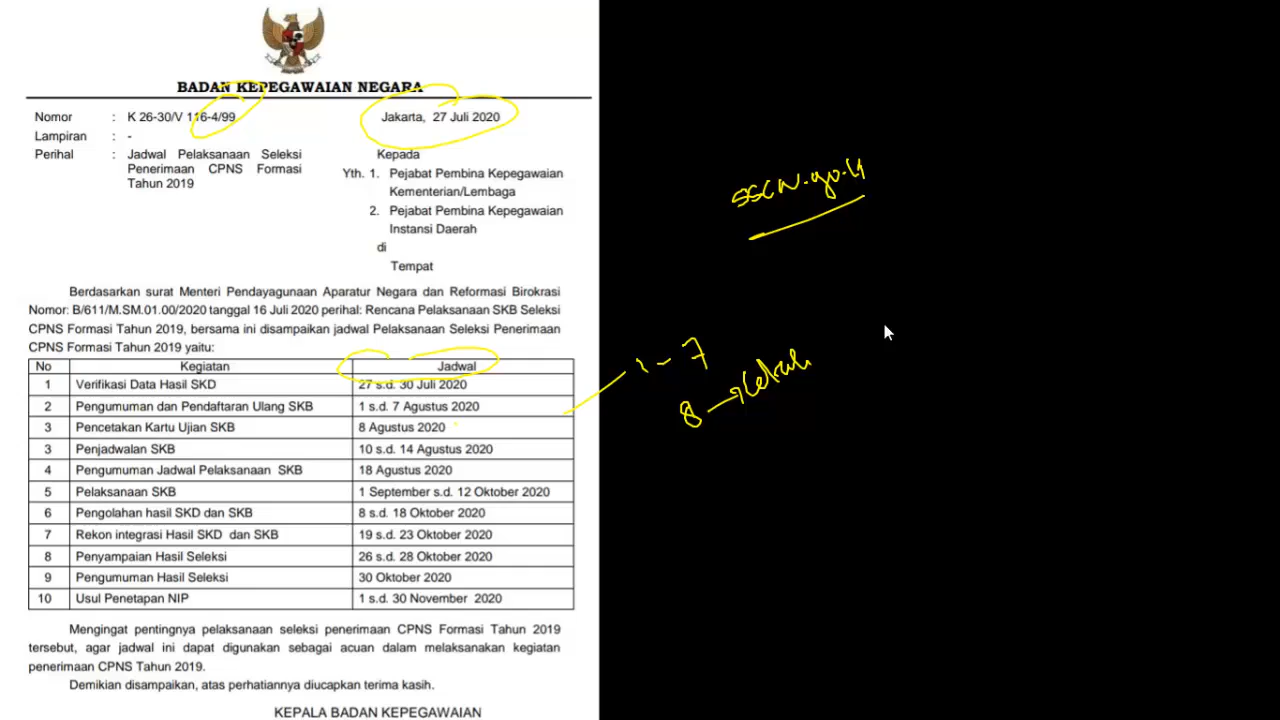 BADAN KEPEGAWAIAN NEGARA
Nomor : K 26-30/V 116-4/99 Jakarta, 27 Juli 2020
Lampiran : -
Perihal : Jadwal Pelaksanaan Seleksi
Penerimaan CPNS Formasi
Tahun 2019
Kepada
Yth. 1. Pejabat Pembina Kepegawaian
Kementerian/Lembaga
2. Pejabat Pembina Kepegawaian
Instansi Daerah
di
Tempat
Berdasarkan surat Menteri Pendayagunaan Aparatur Negara dan Reformasi Birokrasi
Nomor: B/611/M.SM.01.00/2020 tanggal 16 Juli 2020 perihal: Rencana Pelaksanaan SKB Seleksi
CPNS Formasi Tahun 2019, bersama ini disampaikan jadwal Pelaksanaan Seleksi Penerimaan
CPNS Formasi Tahun 2019 yaitu:
No Kegiatan Jadwal
1 Verifikasi Data Hasil SKD 27 s.d. 30 Juli 2020
2 Pengumuman dan Pendaftaran Ulang SKB 1 s.d. 7 Agustus 2020
3 Pencetakan Kartu Ujian SKB 8 Agustus 2020
3 Penjadwalan SKB 10 s.d. 14 Agustus 2020
4 Pengumuman Jadwal Pelaksanaan SKB 18 Agustus 2020
5 Pelaksanaan SKB 1 September s.d. 12 Oktober 2020
6 Pengolahan hasil SKD dan SKB 8 s.d. 18 Oktober 2020
7 Rekon integrasi Hasil SKD dan SKB 19 s.d. 23 Oktober 2020
8 Penyampaian Hasil Seleksi 26 s.d. 28 Oktober 2020
9 Pengumuman Hasil Seleksi 30 Oktober 2020
10 Usul Penetapan NIP 1 s.d. 30 November 2020
Mengingat pentingnya pelaksanaan seleksi penerimaan CPNS Formasi Tahun 2019
tersebut, agar jadwal ini dapat digunakan sebagai acuan dalam melaksanakan kegiatan
penerimaan CPNS Tahun 2019.
Demikian disampaikan, atas perhatiannya diucapkan terima kasih.
KEPALA BADAN KEPEGAWAIAN
1 - 7
8